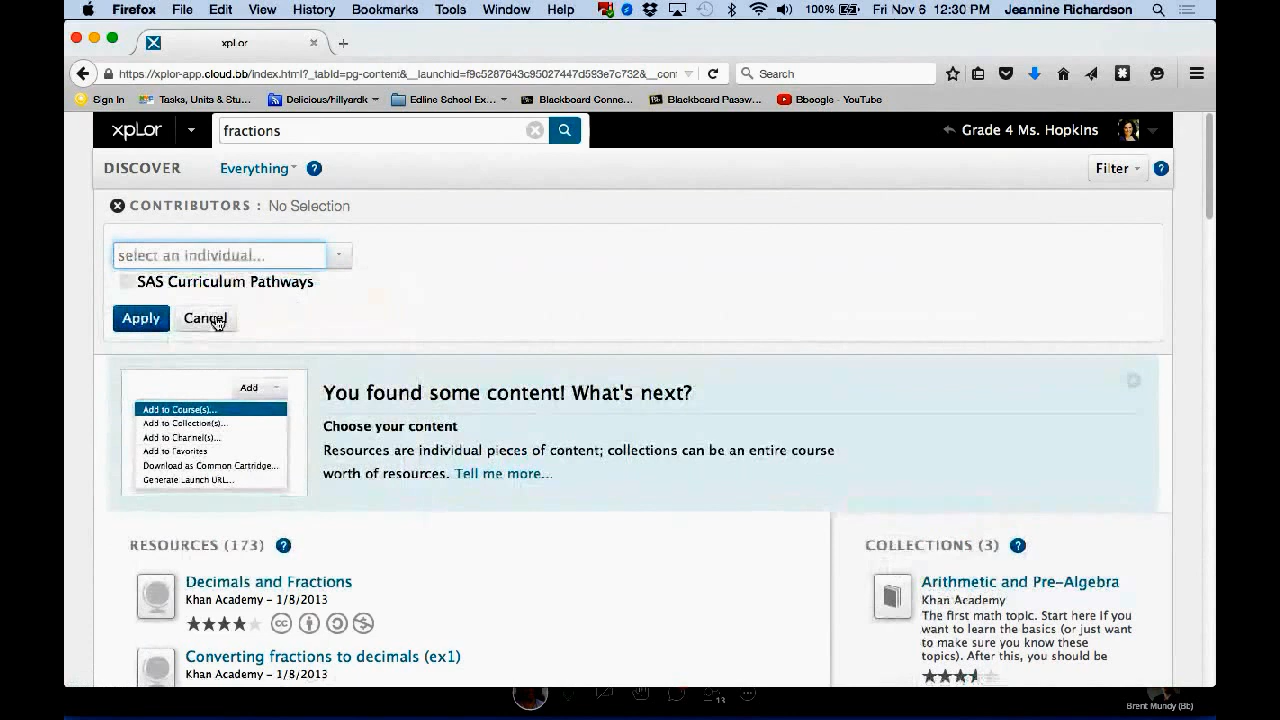 Firefox File Edit View History Bookmarks Tools Window Help 100% Fri Nov 6 12:30 PM Jeannine Richardson
xpLor
https://xplor-app.cloud.bb/index.html?_tabId=pg-content&__launchid=f9c5287643c95027447d593e7c732&__con Search
Sign In Tasks, Units & Stu... Delicious/hillyardk Edline School Ex... Blackboard Conne... Blackboard Passw... Bboogle - YouTube
xpLor fractions Grade 4 Ms. Hopkins
DISCOVER Everything ? Filter ?
CONTRIBUTORS : No Selection
select an individual...
SAS Curriculum Pathways
Apply Cancel
Add
Add to Course(s)...
Add to Collection(s)...
Add to Channel(s)...
Add to Favorites
Download as Common Cartridge...
Generate Launch URL...
You found some content! What's next?
Choose your content
Resources are individual pieces of content; collections can be an entire course
worth of resources. Tell me more...
RESOURCES (173) ?
Decimals and Fractions
Khan Academy - 1/8/2013
Converting fractions to decimals (ex1)
Khan Academy - 1/8/2013
COLLECTIONS (3) ?
Arithmetic and Pre-Algebra
Khan Academy
The first math topic. Start here if you
want to learn the basics (or just want
to make sure you know these
topics). After this, you should be
13
Brent Mundy (Bb)